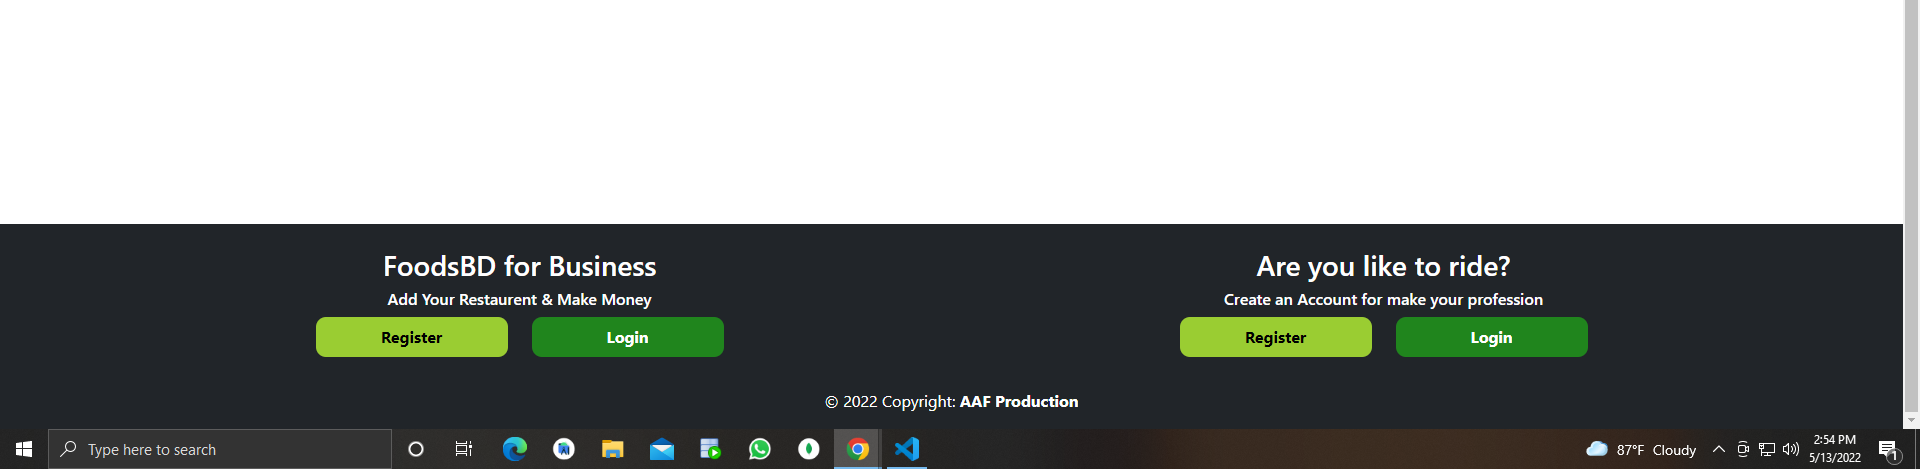 FoodsBD for Business
Add Your Restaurent & Make Money
Register
Login
Are you like to ride?
Create an Account for make your profession
Register
Login
© 2022 Copyright: AAF Production
Type here to search
87°F Cloudy
2:54 PM
5/13/2022
1